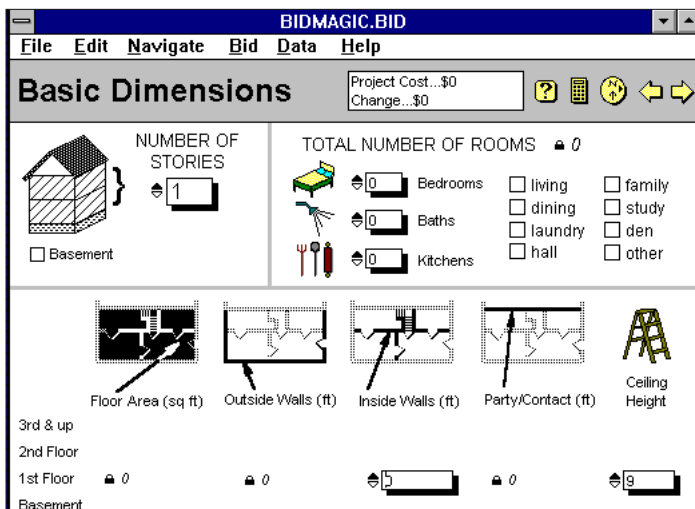 BIDMAGIC.BID
File Edit Navigate Bid Data Help
Basic Dimensions
Project Cost...$0
Change...$0
?
N
NUMBER OF
STORIES
1
Basement
TOTAL NUMBER OF ROOMS 0
0 Bedrooms
0 Baths
0 Kitchens
living
dining
laundry
hall
family
study
den
other
Floor Area (sq ft)
Outside Walls (ft)
Inside Walls (ft)
Party/Contact (ft)
Ceiling
Height
3rd & up
2nd Floor
1st Floor 0 0 0 9
Basement